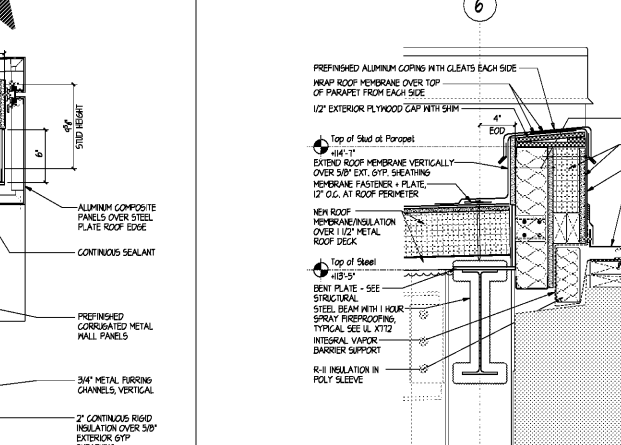 6
PREFINISHED ALUMINUM COPING WITH CLEATS EACH SIDE
WRAP ROOF MEMBRANE OVER TOP
OF PARAPET FROM EACH SIDE
1/2" EXTERIOR PLYWOOD CAP WITH SHIM
4"
EOD
Top of Stud at Parapet
+114'-7"
EXTEND ROOF MEMBRANE VERTICALLY
OVER 5/8" EXT. GYP. SHEATHING
MEMBRANE FASTENER + PLATE,
12" O.C. AT ROOF PERIMETER
NEW ROOF
MEMBRANE/INSULATION
OVER 1 1/2" METAL
ROOF DECK
Top of Steel
+113'-5"
BENT PLATE - SEE
STRUCTURAL
STEEL BEAM WITH 1 HOUR
SPRAY FIREPROOFING,
TYPICAL SEE UL X772
INTEGRAL VAPOR
BARRIER SUPPORT
R-11 INSULATION IN
POLY SLEEVE
STUD HEIGHT
6"
ALUMINUM COMPOSITE
PANELS OVER STEEL
PLATE ROOF EDGE
CONTINUOUS SEALANT
PREFINISHED
CORRUGATED METAL
WALL PANELS
3/4" METAL FURRING
CHANNELS, VERTICAL
2" CONTINUOUS RIGID
INSULATION OVER 5/8"
EXTERIOR GYP